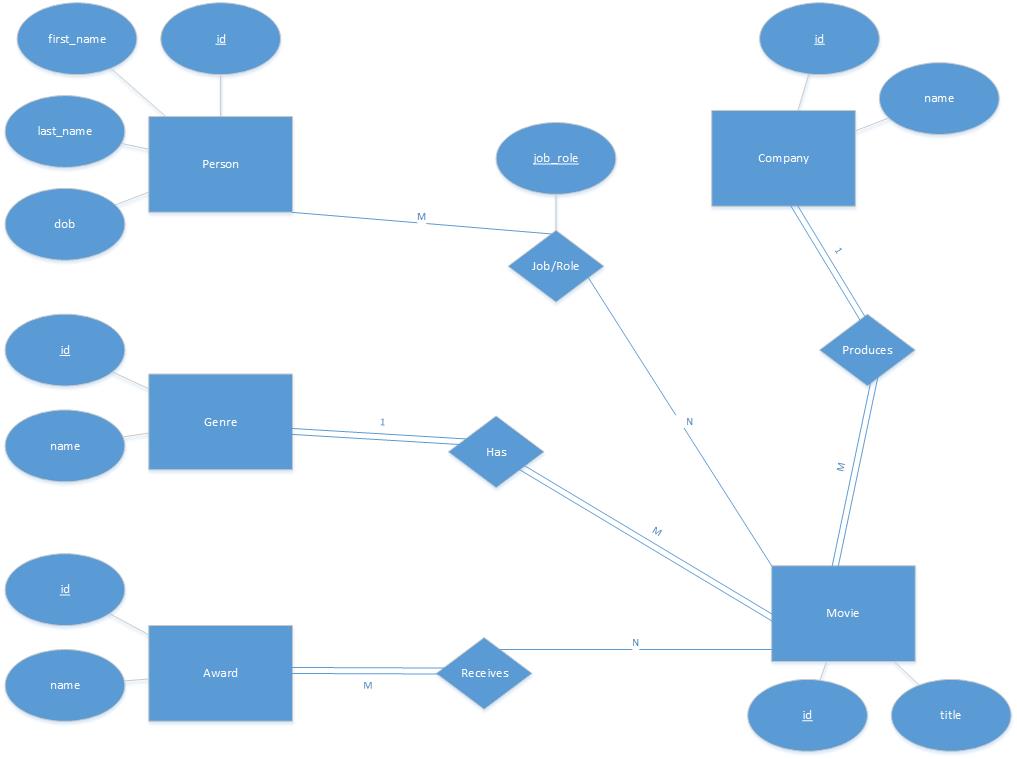 first_name
id
id
name
last_name
Person
Company
job_role
dob
M
Job/Role
1
Produces
id
Genre
1
N
name
Has
M
M
id
Movie
Award
N
Receives
name
M
id
title